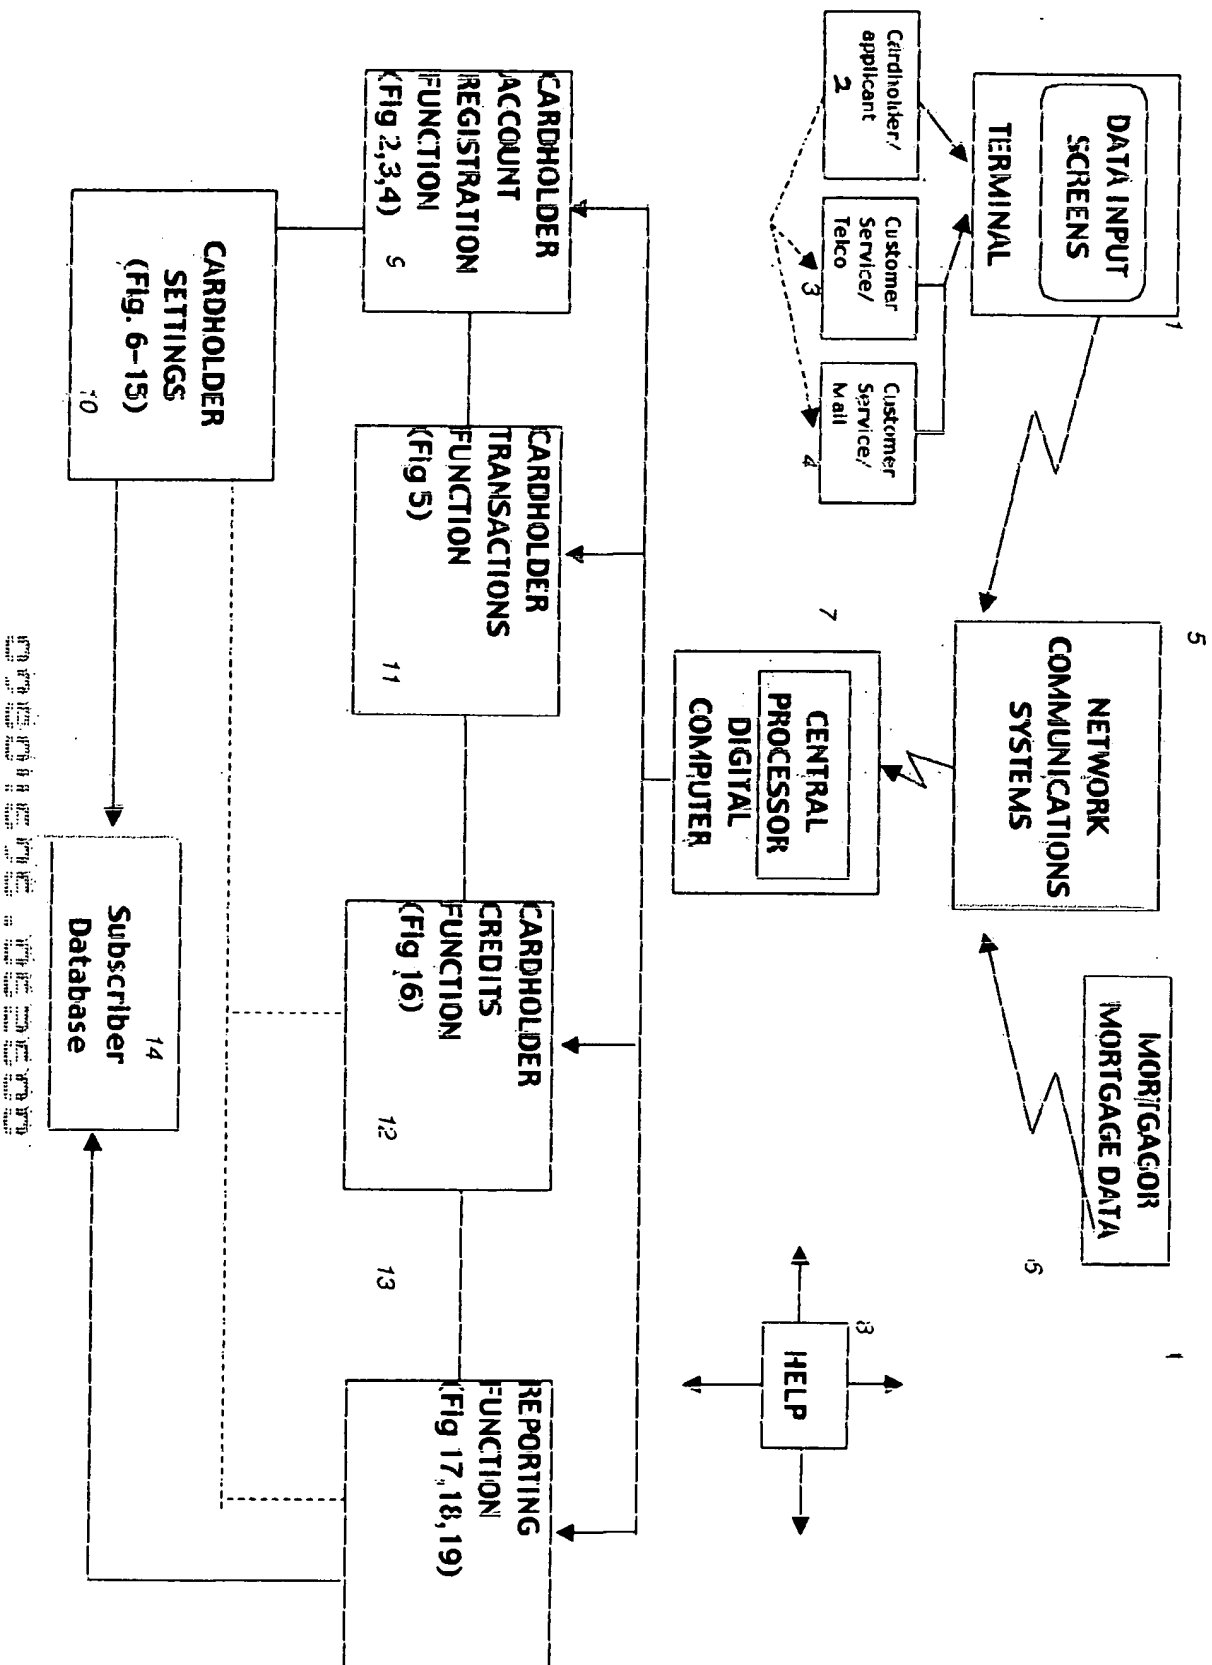 DATA INPUT
SCREENS
TERMINAL
1
Cardholder/
applicant
2
Customer
Service/
Telco
3
Customer
Service/
Mail
4
5
NETWORK
COMMUNICATIONS
SYSTEMS
MORTGAGOR
MORTGAGE DATA
6
7
CENTRAL
PROCESSOR
DIGITAL
COMPUTER
8
HELP
CARDHOLDER
ACCOUNT
REGISTRATION
FUNCTION
(Fig 2,3,4)
CARDHOLDER
TRANSACTIONS
FUNCTION
(Fig 5)
11
CARDHOLDER
CREDITS
FUNCTION
(Fig 16)
12
13
REPORTING
FUNCTION
(Fig 17,18,19)
CARDHOLDER
SETTINGS
(Fig. 6-15)
10
14
Subscriber
Database